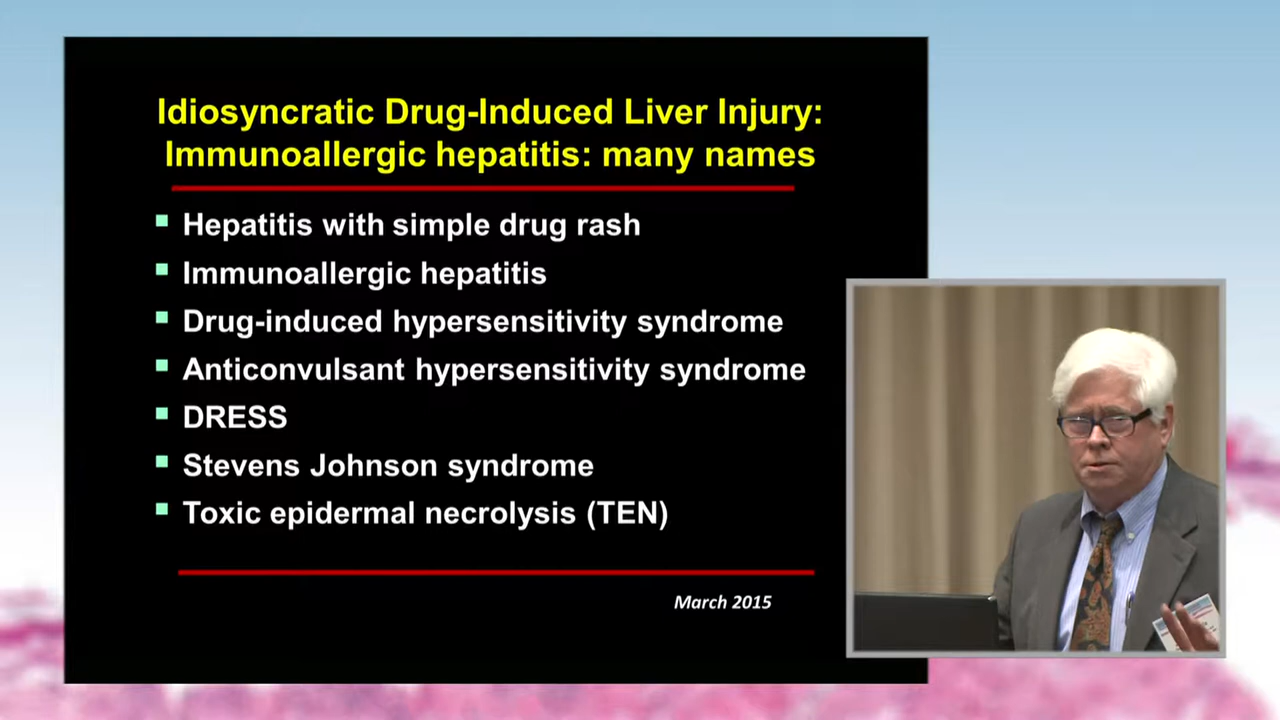 Idiosyncratic Drug-Induced Liver Injury:
Immunoallergic hepatitis: many names
Hepatitis with simple drug rash
Immunoallergic hepatitis
Drug-induced hypersensitivity syndrome
Anticonvulsant hypersensitivity syndrome
DRESS
Stevens Johnson syndrome
Toxic epidermal necrolysis (TEN)
March 2015